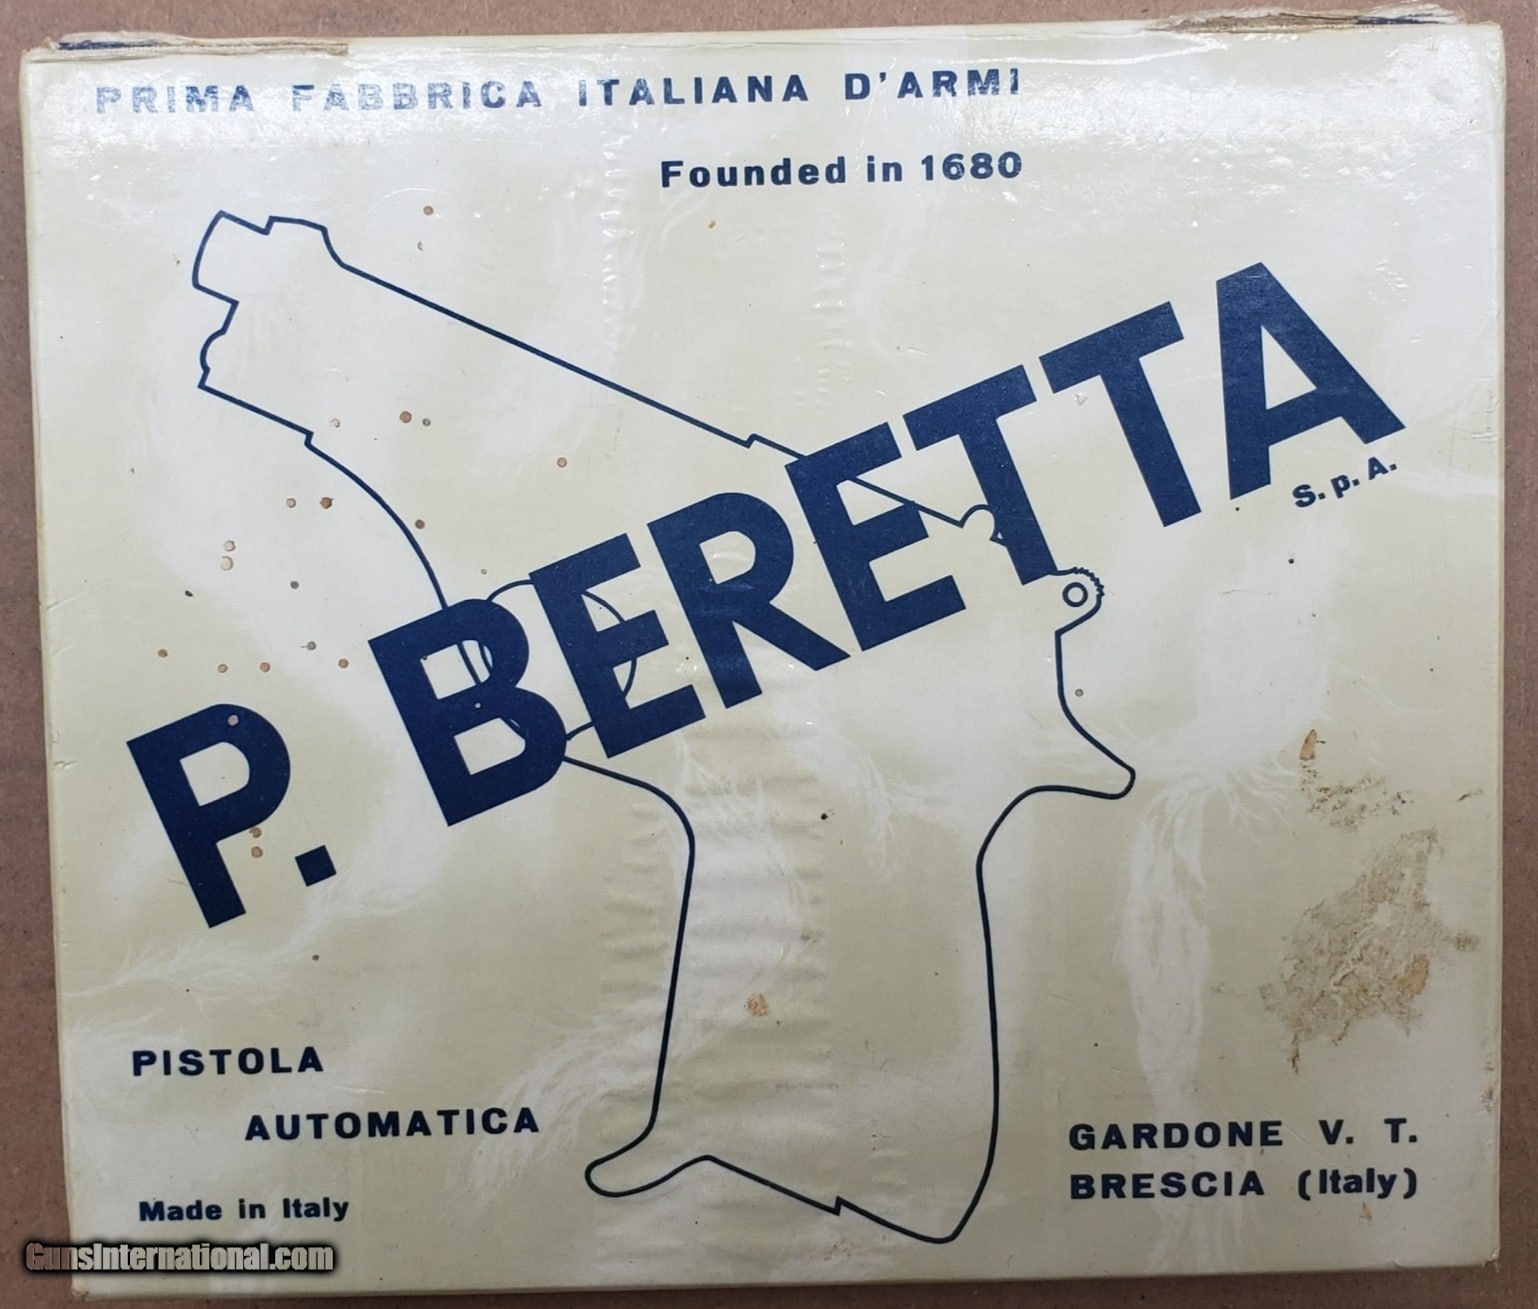 PRIMA FABBRICA ITALIANA D'ARMI
Founded in 1680
P. BERETTA
S.p.A.
PISTOLA
AUTOMATICA
Made in Italy
GARDONE V. T.
BRESCIA (Italy)
GunsInternational.com